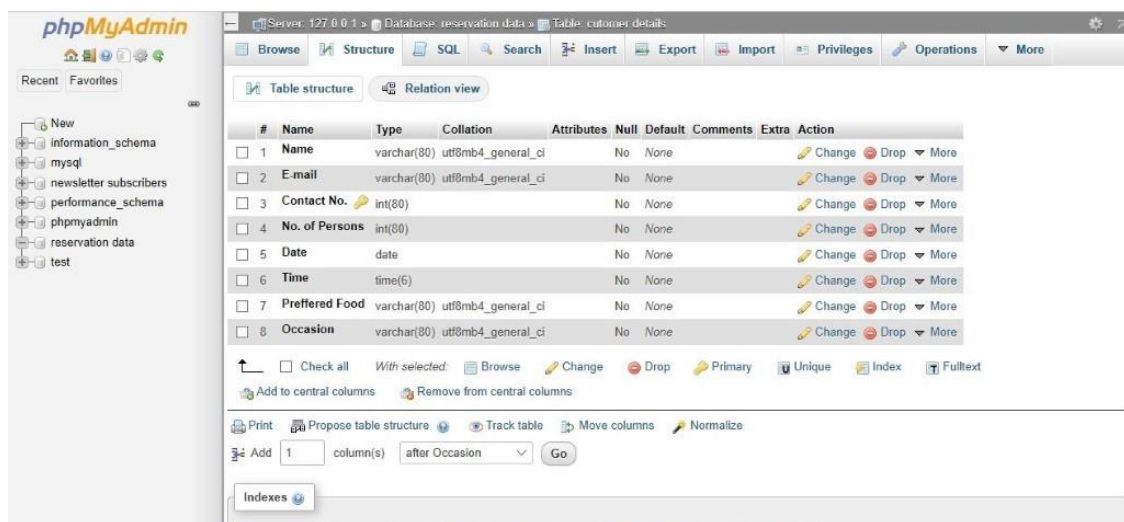 phpMyAdmin
Recent Favorites
New
information_schema
mysql
newsletter subscribers
performance_schema
phpmyadmin
reservation data
test
Server: 127.0.0.1 » Database: reservation data » Table: cutomer details
Browse Structure SQL Search Insert Export Import Privileges Operations More
Table structure Relation view
# Name Type Collation Attributes Null Default Comments Extra Action
1 Name varchar(80) utf8mb4_general_ci No None Change Drop More
2 E-mail varchar(80) utf8mb4_general_ci No None Change Drop More
3 Contact No. int(80) No None Change Drop More
4 No. of Persons int(80) No None Change Drop More
5 Date date No None Change Drop More
6 Time time(6) No None Change Drop More
7 Preffered Food varchar(80) utf8mb4_general_ci No None Change Drop More
8 Occasion varchar(80) utf8mb4_general_ci No None Change Drop More
Check all With selected: Browse Change Drop Primary Unique Index Fulltext
Add to central columns Remove from central columns
Print Propose table structure Track table Move columns Normalize
Add 1 column(s) after Occasion Go
Indexes